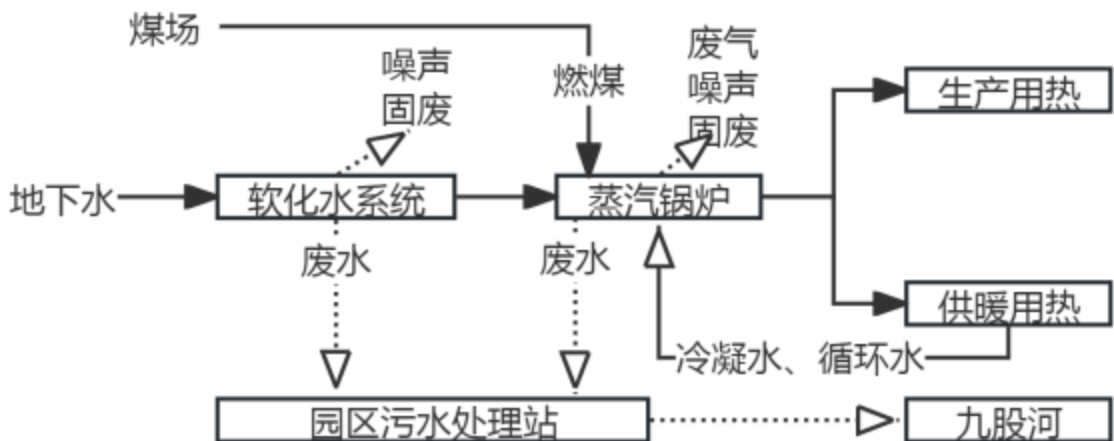 煤场
噪声
固废
燃煤
废气
噪声
固废
生产用热
地下水
软化水系统
蒸汽锅炉
废水
废水
供暖用热
冷凝水、循环水
园区污水处理站
九股河